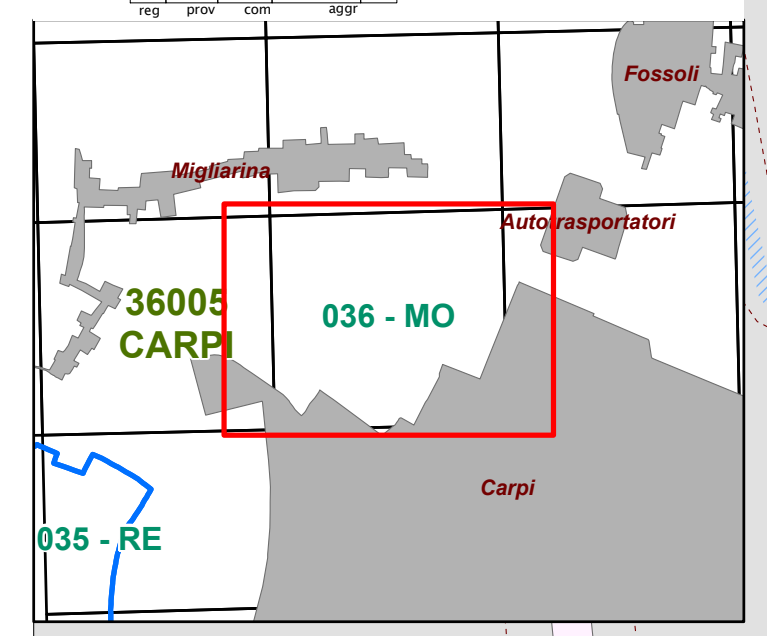 reg prov com aggr
Fossoli
Migliarina
Autotrasportatori
36005
CARPI
036 - MO
Carpi
035 - RE